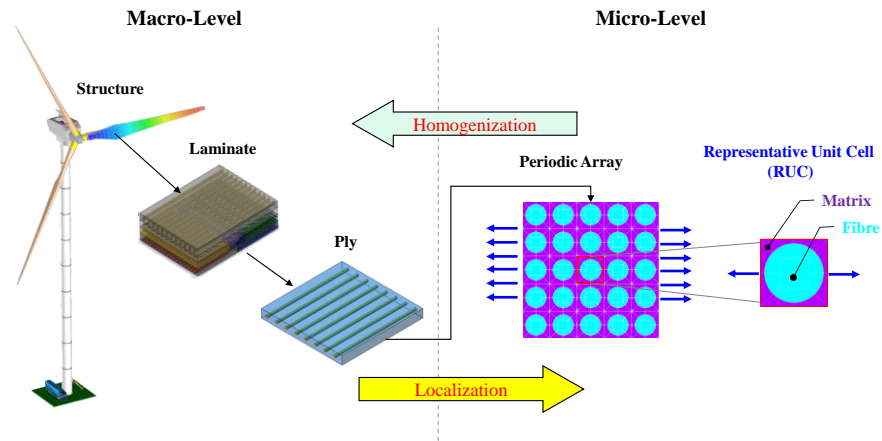 Macro-Level
Micro-Level
Structure
Homogenization
Laminate
Periodic Array
Representative Unit Cell
(RUC)
Matrix
Fibre
Ply
Localization